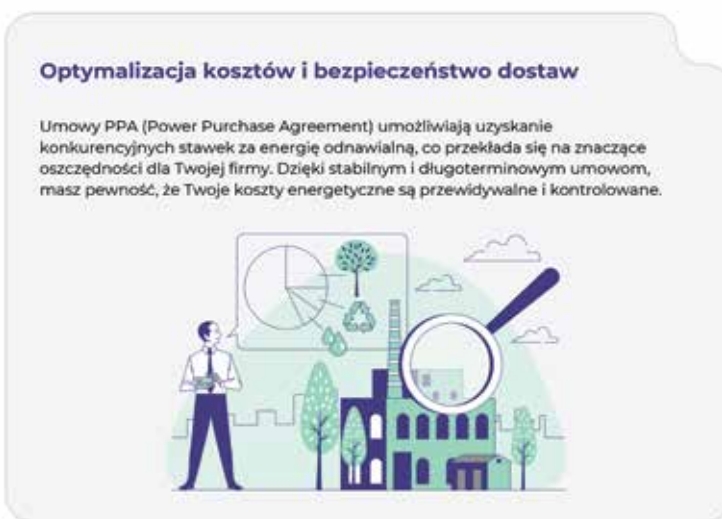 Optymalizacja kosztów i bezpieczeństwo dostaw
Umowy PPA (Power Purchase Agreement) umożliwiają uzyskanie
konkurencyjnych stawek za energię odnawialną, co przekłada się na znaczące
oszczędności dla Twojej firmy. Dzięki stabilnym i długoterminowym umowom,
masz pewność, że Twoje koszty energetyczne są przewidywalne i kontrolowane.